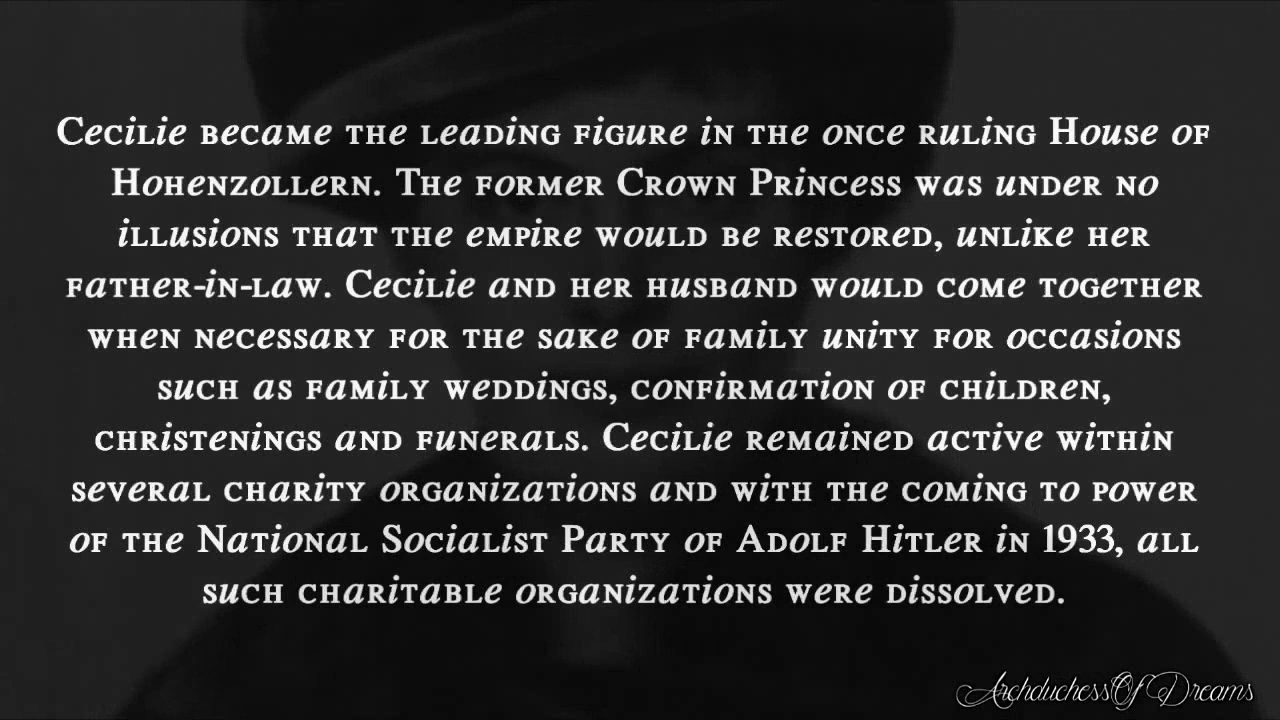 Cecilie became the leading figure in the once ruling House of
Hohenzollern. The former Crown Princess was under no
illusions that the empire would be restored, unlike her
father-in-law. Cecilie and her husband would come together
when necessary for the sake of family unity for occasions
such as family weddings, confirmation of children,
christenings and funerals. Cecilie remained active within
several charity organizations and with the coming to power
of the National Socialist Party of Adolf Hitler in 1933, all
such charitable organizations were dissolved.
ArchduchessOfDreams